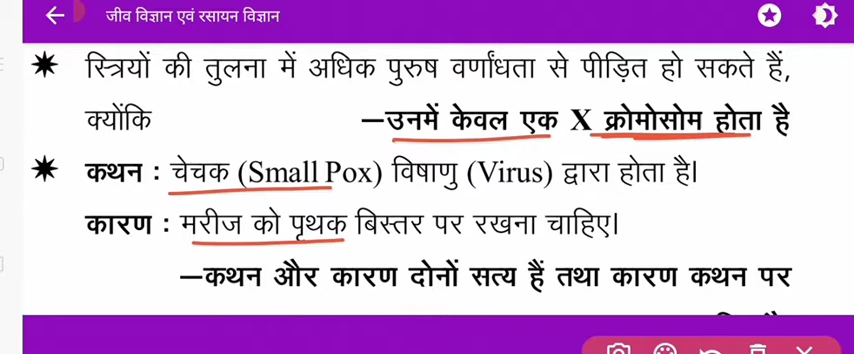 जीव विज्ञान एवं रसायन विज्ञान
✷ स्त्रियों की तुलना में अधिक पुरुष वर्णांधता से पीड़ित हो सकते हैं,
क्योंकि —उनमें केवल एक X क्रोमोसोम होता है
✷ कथन : चेचक (Small Pox) विषाणु (Virus) द्वारा होता है।
कारण : मरीज को पृथक बिस्तर पर रखना चाहिए।
—कथन और कारण दोनों सत्य हैं तथा कारण कथन पर